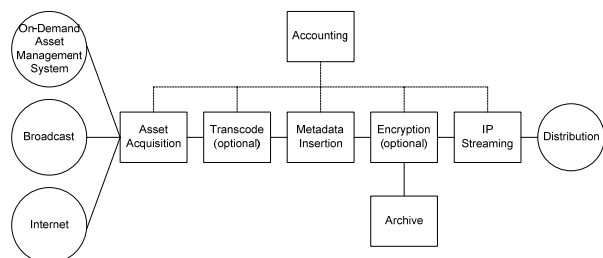 On-Demand
Asset
Management
System
Accounting
Broadcast
Asset
Acquisition
Transcode
(optional)
Metadata
Insertion
Encryption
(optional)
IP
Streaming
Distribution
Internet
Archive